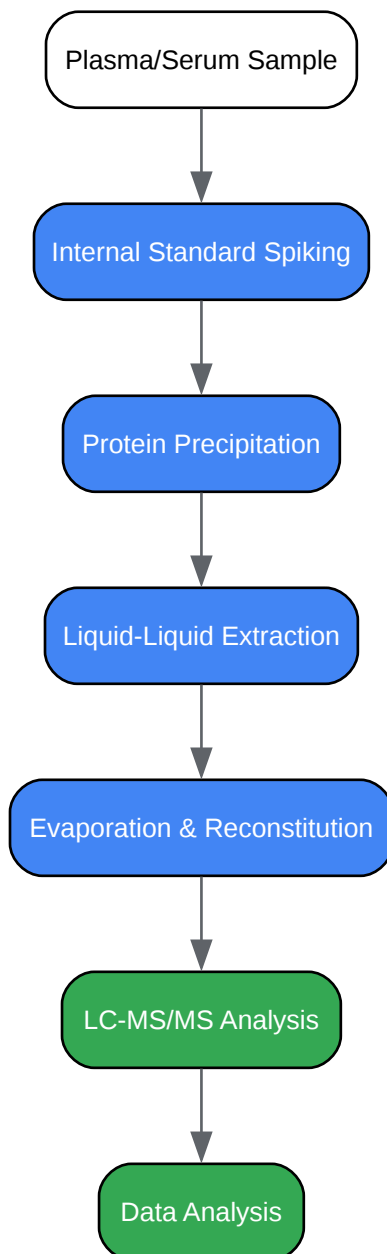 Plasma/Serum Sample
Internal Standard Spiking
Protein Precipitation
Liquid-Liquid Extraction
Evaporation & Reconstitution
LC-MS/MS Analysis
Data Analysis